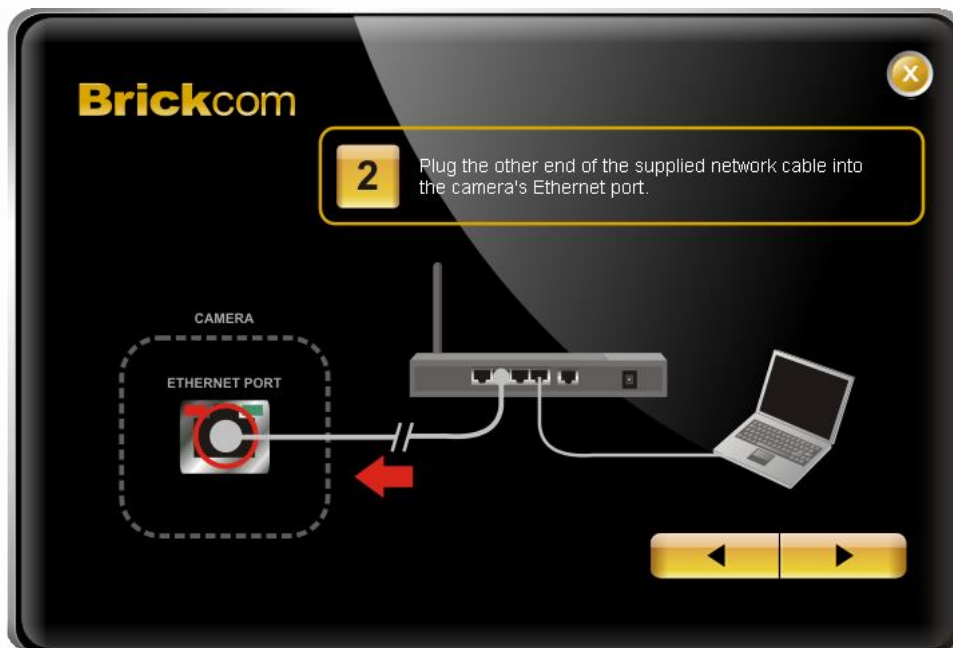 Brickcom
X
2
Plug the other end of the supplied network cable into
the camera's Ethernet port.
CAMERA
ETHERNET PORT